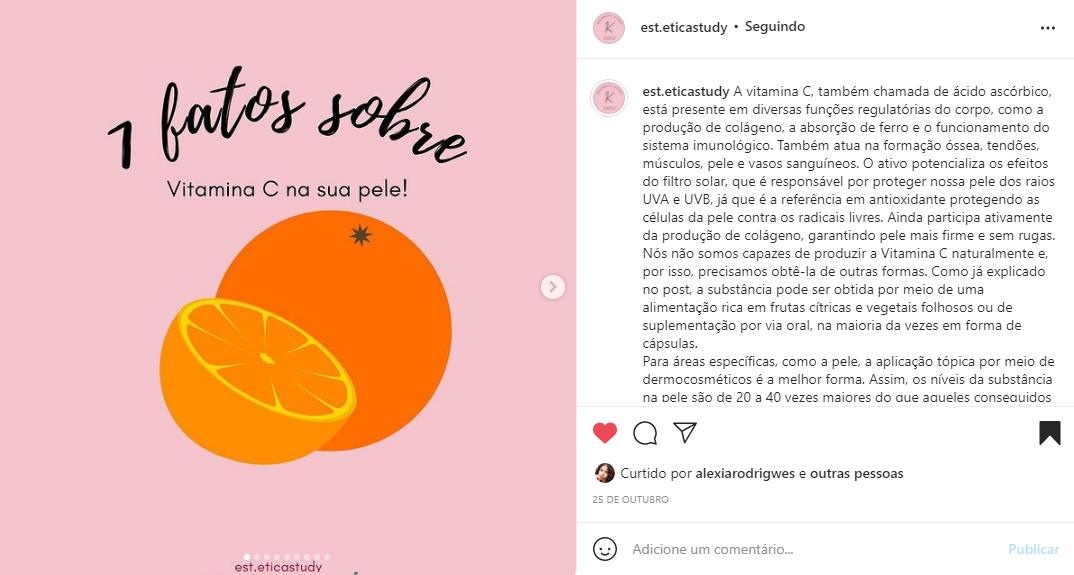 1 fatos sobre
Vitamina C na sua pele!
est.eticastudy
est.eticastudy • Seguindo
est.eticastudy A vitamina C, também chamada de ácido ascórbico,
está presente em diversas funções regulatórias do corpo, como a
produção de colágeno, a absorção de ferro e o funcionamento do
sistema imunológico. Também atua na formação óssea, tendões,
músculos, pele e vasos sanguíneos. O ativo potencializa os efeitos
do filtro solar, que é responsável por proteger nossa pele dos raios
UVA e UVB, já que é a referência em antioxidante protegendo as
células da pele contra os radicais livres. Ainda participa ativamente
da produção de colágeno, garantindo pele mais firme e sem rugas.
Nós não somos capazes de produzir a Vitamina C naturalmente e,
por isso, precisamos obtê-la de outras formas. Como já explicado
no post, a substância pode ser obtida por meio de uma
alimentação rica em frutas cítricas e vegetais folhosos ou de
suplementação por via oral, na maioria da vezes em forma de
cápsulas.
Para áreas específicas, como a pele, a aplicação tópica por meio de
dermocosméticos é a melhor forma. Assim, os níveis da substância
na pele são de 20 a 40 vezes maiores do que aqueles conseguidos
Curtido por alexiarodrigwes e outras pessoas
25 DE OUTUBRO
Adicione um comentário...
Publicar